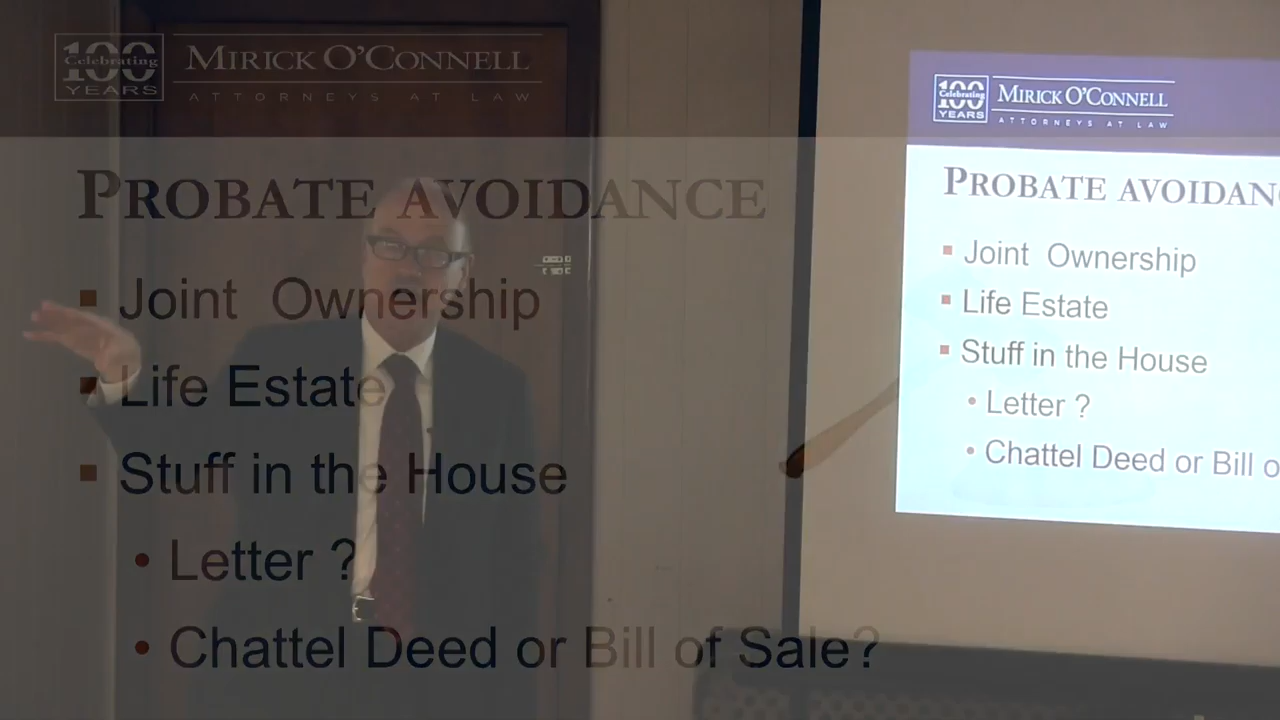 100
Celebrating
YEARS
MIRICK O'CONNELL
ATTORNEYS AT LAW
PROBATE AVOIDANCE
▪ Joint Ownership
▪ Life Estate
▪ Stuff in the House
• Letter ?
• Chattel Deed or Bill of Sale?
100
Celebrating
YEARS
MIRICK O'CONNELL
ATTORNEYS AT LAW
PROBATE AVOIDAN
▪ Joint Ownership
▪ Life Estate
▪ Stuff in the House
• Letter ?
• Chattel Deed or Bill o